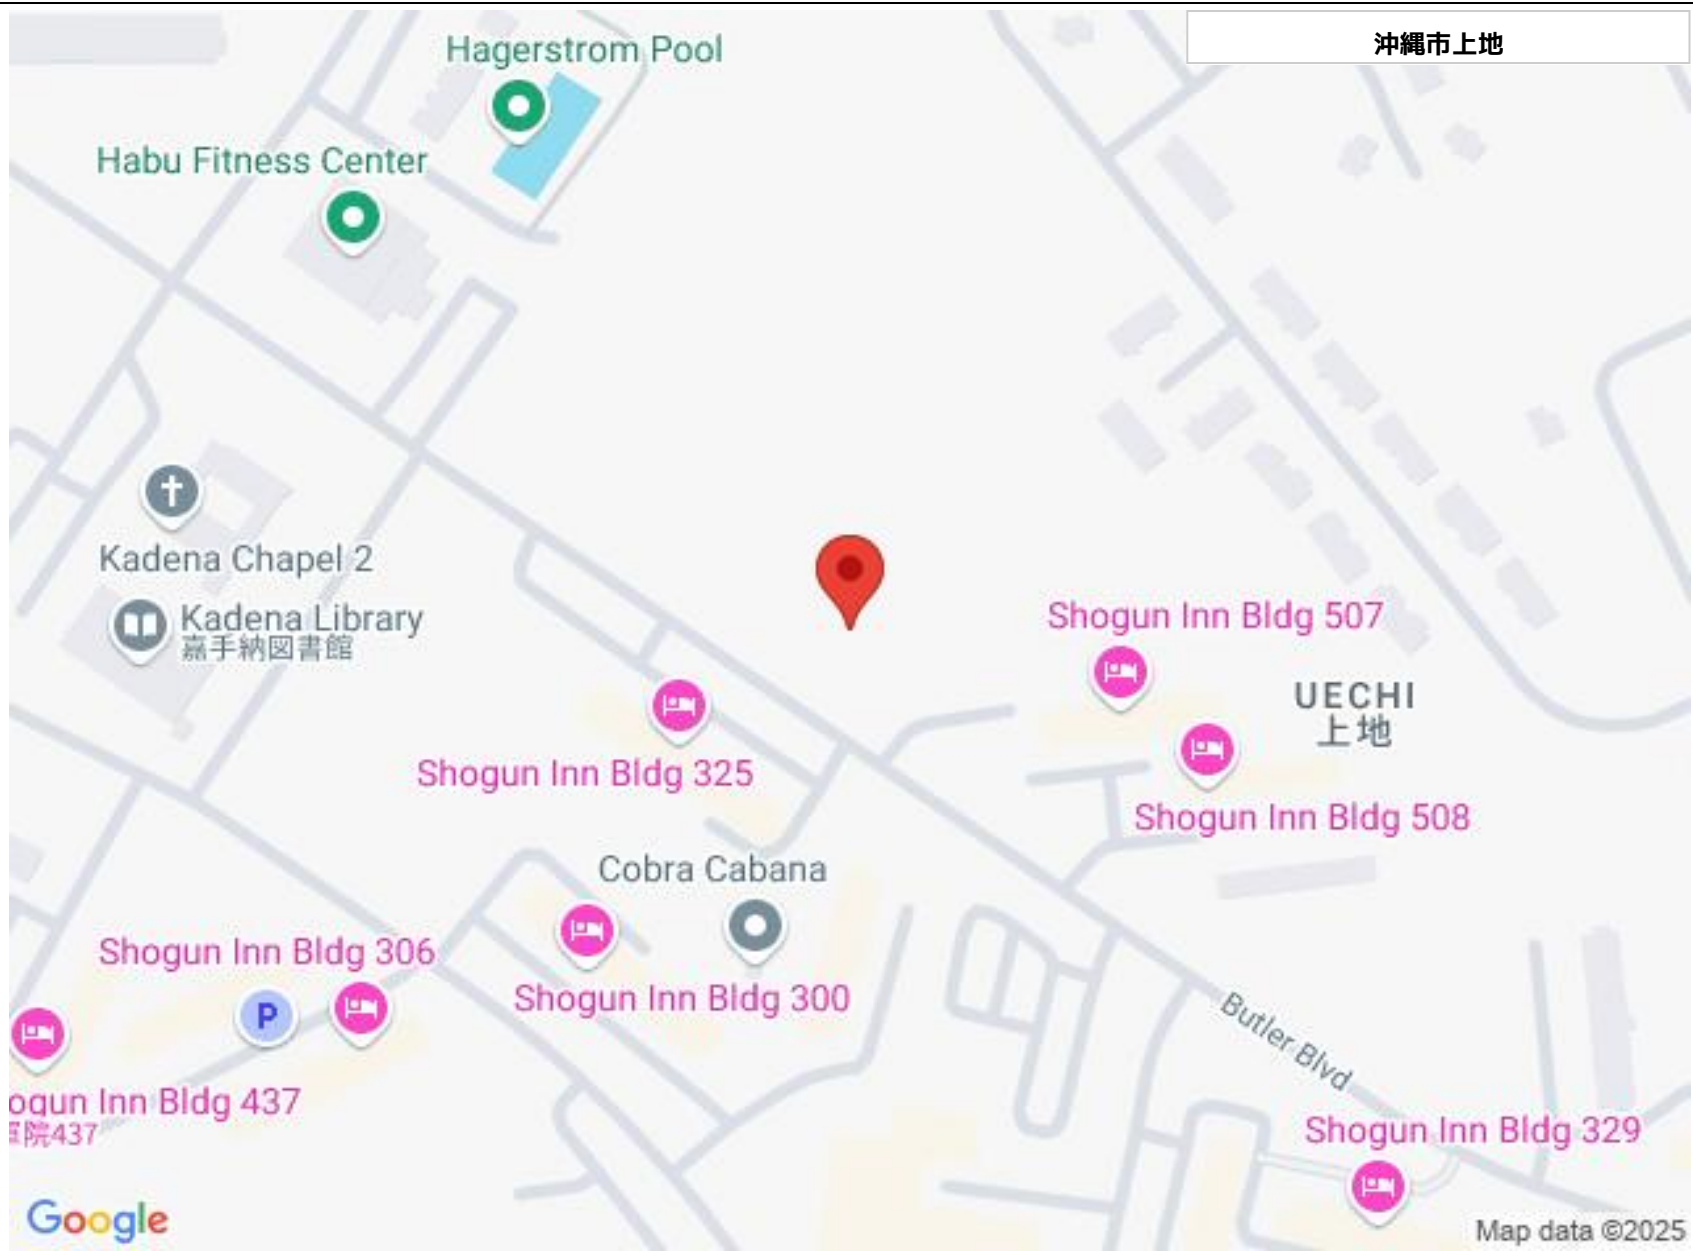 沖縄市上地
Hagerstrom Pool
Habu Fitness Center
Kadena Chapel 2
Kadena Library
嘉手納図書館
Shogun Inn Bldg 507
UECHI
上地
Shogun Inn Bldg 325
Shogun Inn Bldg 508
Cobra Cabana
Shogun Inn Bldg 306
P
Shogun Inn Bldg 300
Butler Blvd
ogun Inn Bldg 437
院437
Shogun Inn Bldg 329
Google
Map data ©2025